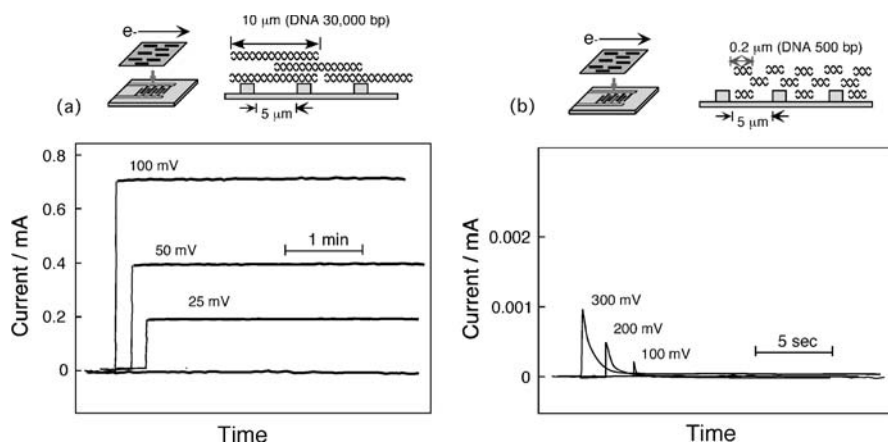 e-
10 μm (DNA 30,000 bp)
(a)
5 μm
0.8
0.6
0.4
0.2
0
Current / mA
100 mV
50 mV
1 min
25 mV
Time
e-
0.2 μm (DNA 500 bp)
(b)
5 μm
0.002
0.001
0
Current / mA
300 mV
200 mV
100 mV
5 sec
Time